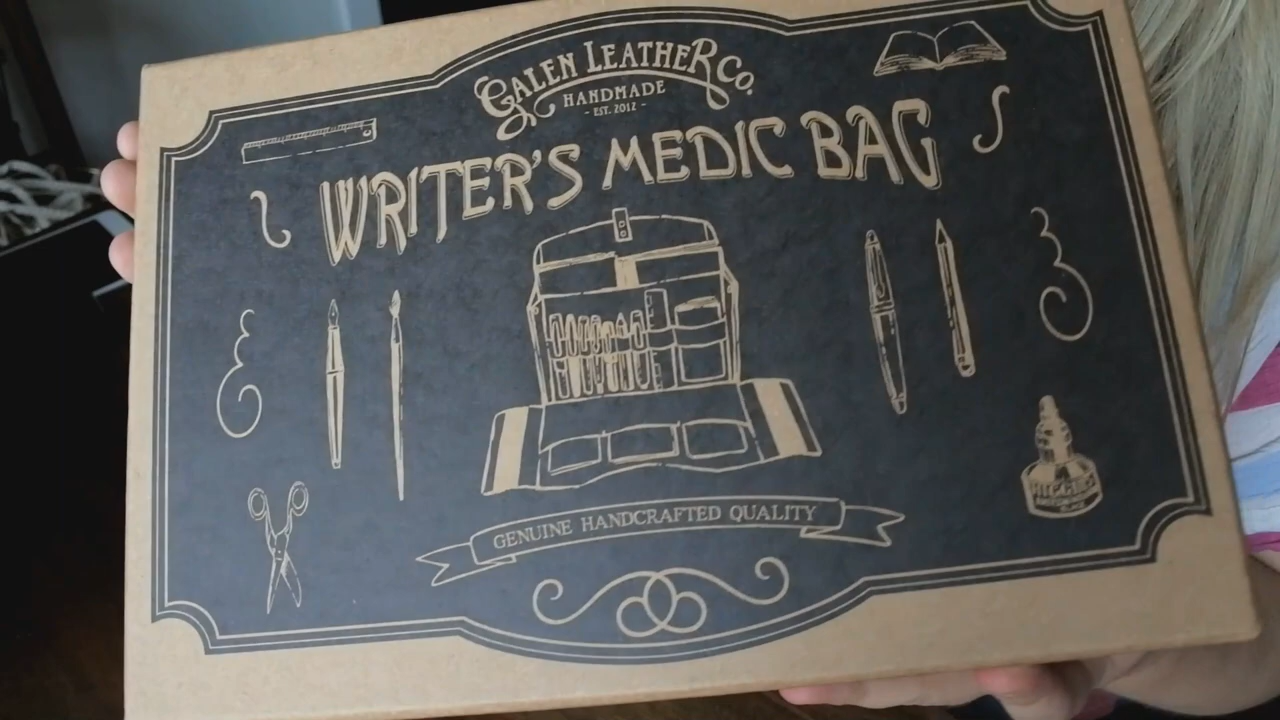 GALEN LEATHER CO.
HANDMADE
- EST. 2012 -
WRITER'S MEDIC BAG
GENUINE HANDCRAFTED QUALITY